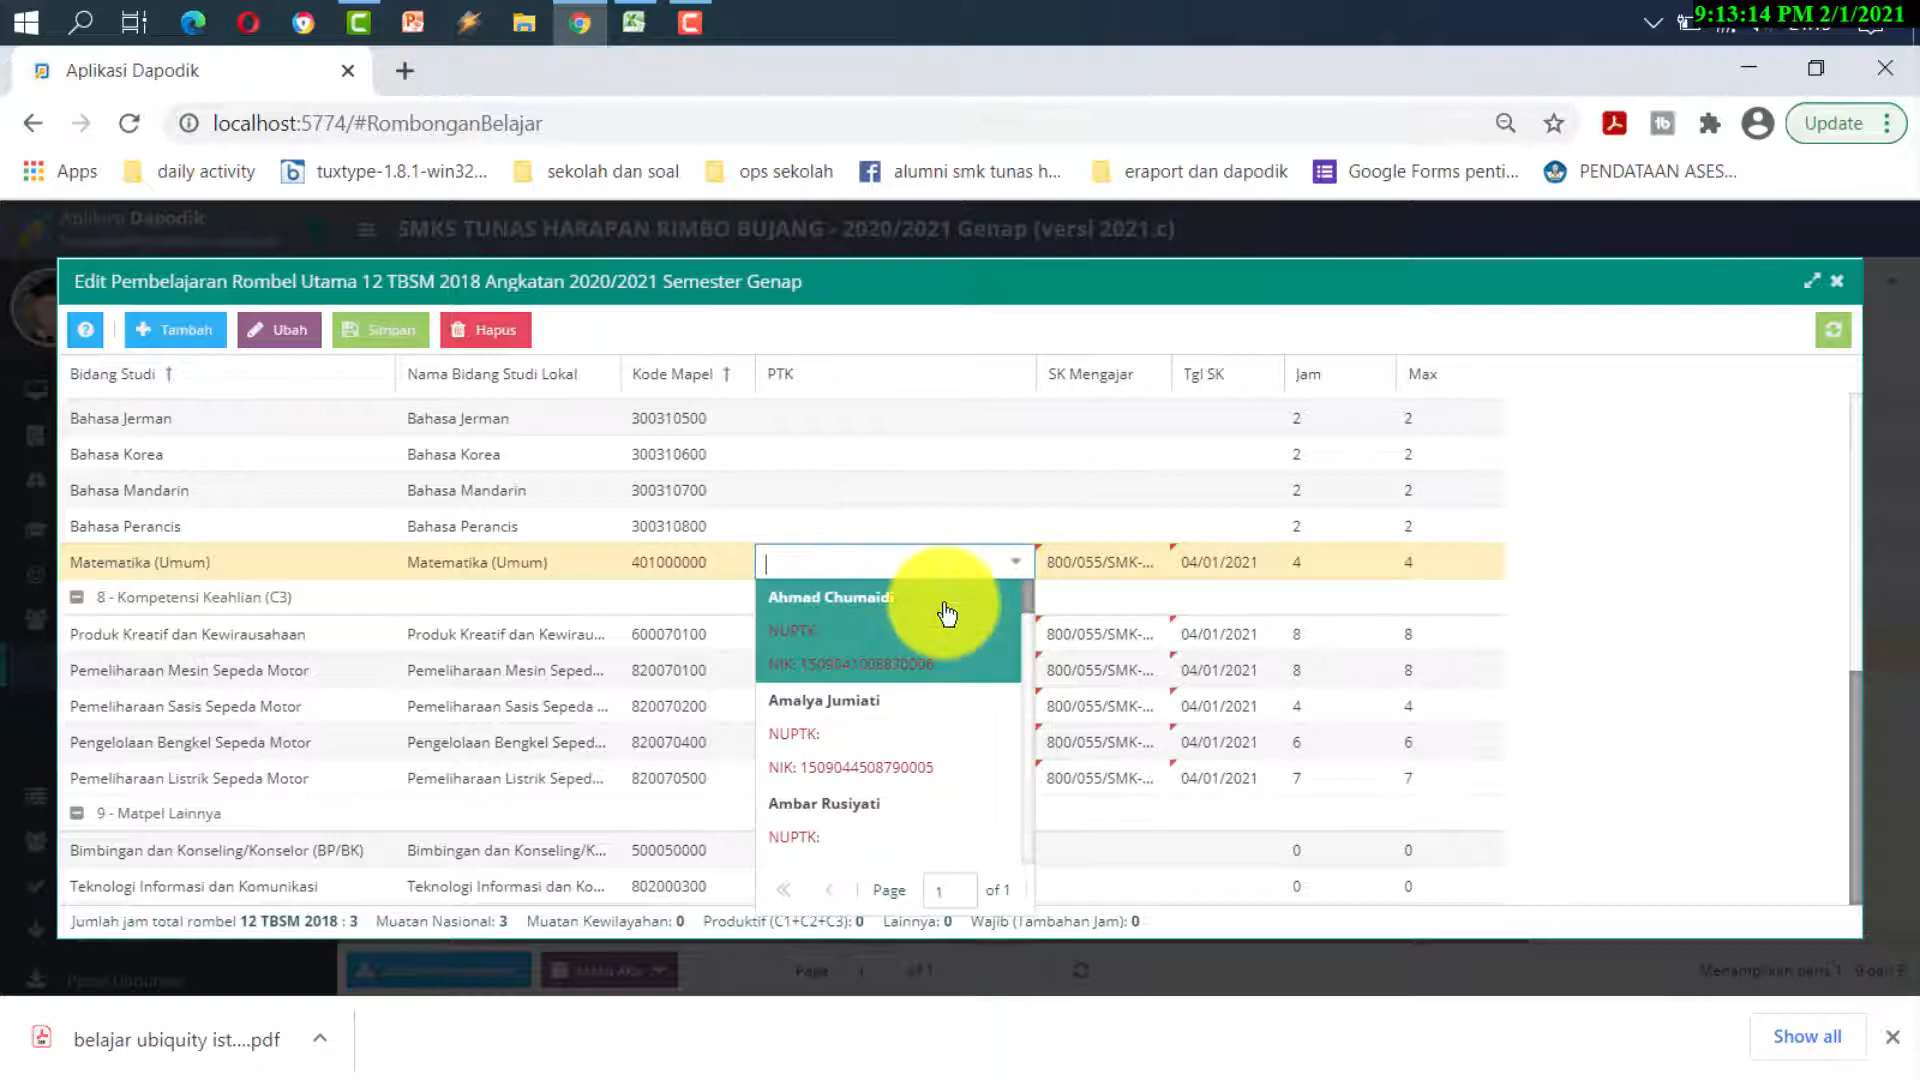 9:13:14 PM 2/1/2021
Aplikasi Dapodik
localhost:5774/#RombonganBelajar
Update
Apps
daily activity
tuxtype-1.8.1-win32...
sekolah dan soal
ops sekolah
alumni smk tunas h...
eraport dan dapodik
Google Forms penti...
PENDATAAN ASES...
Aplikasi Dapodik
SMKS TUNAS HARAPAN RIMBO BUJANG - 2020/2021 Genap (versi 2021.c)
Edit Pembelajaran Rombel Utama 12 TBSM 2018 Angkatan 2020/2021 Semester Genap
Tambah Ubah Simpan Hapus
Bidang Studi Nama Bidang Studi Lokal Kode Mapel PTK SK Mengajar Tgl SK Jam Max
Bahasa Jerman Bahasa Jerman 300310500 2 2
Bahasa Korea Bahasa Korea 300310600 2 2
Bahasa Mandarin Bahasa Mandarin 300310700 2 2
Bahasa Perancis Bahasa Perancis 300310800 2 2
Matematika (Umum) Matematika (Umum) 401000000 800/055/SMK-... 04/01/2021 4 4
8 - Kompetensi Keahlian (C3)
Produk Kreatif dan Kewirausahaan Produk Kreatif dan Kewirau... 600070100 800/055/SMK-... 04/01/2021 8 8
Pemeliharaan Mesin Sepeda Motor Pemeliharaan Mesin Seped... 820070100 800/055/SMK-... 04/01/2021 8 8
Pemeliharaan Sasis Sepeda Motor Pemeliharaan Sasis Sepeda ... 820070200 800/055/SMK-... 04/01/2021 4 4
Pengelolaan Bengkel Sepeda Motor Pengelolaan Bengkel Seped... 820070400 800/055/SMK-... 04/01/2021 6 6
Pemeliharaan Listrik Sepeda Motor Pemeliharaan Listrik Seped... 820070500 800/055/SMK-... 04/01/2021 7 7
9 - Matpel Lainnya
Bimbingan dan Konseling/Konselor (BP/BK) Bimbingan dan Konseling/K... 500050000 0 0
Teknologi Informasi dan Komunikasi Teknologi Informasi dan Ko... 802000300 0 0
Ahmad Chumaidi
NUPTK:
NIK: 1509841008830006
Amalya Jumiati
NUPTK:
NIK: 1509044508790005
Ambar Rusiyati
NUPTK:
Page 1 of 1
Jumlah jam total rombel 12 TBSM 2018 : 3 Muatan Nasional: 3 Muatan Kewilayahan: 0 Produktif (C1+C2+C3): 0 Lainnya: 0 Wajib (Tambahan Jam): 0
Page 1 of 1
belajar ubiquity ist....pdf
Show all